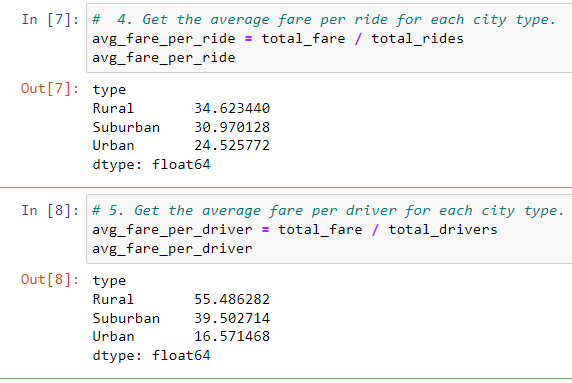 In [7]: #  4. Get the average fare per ride for each city type.
avg_fare_per_ride = total_fare / total_rides
avg_fare_per_ride
Out[7]: type
Rural       34.623440
Suburban    30.970128
Urban       24.525772
dtype: float64
In [8]: # 5. Get the average fare per driver for each city type.
avg_fare_per_driver = total_fare / total_drivers
avg_fare_per_driver
Out[8]: type
Rural       55.486282
Suburban    39.502714
Urban       16.571468
dtype: float64